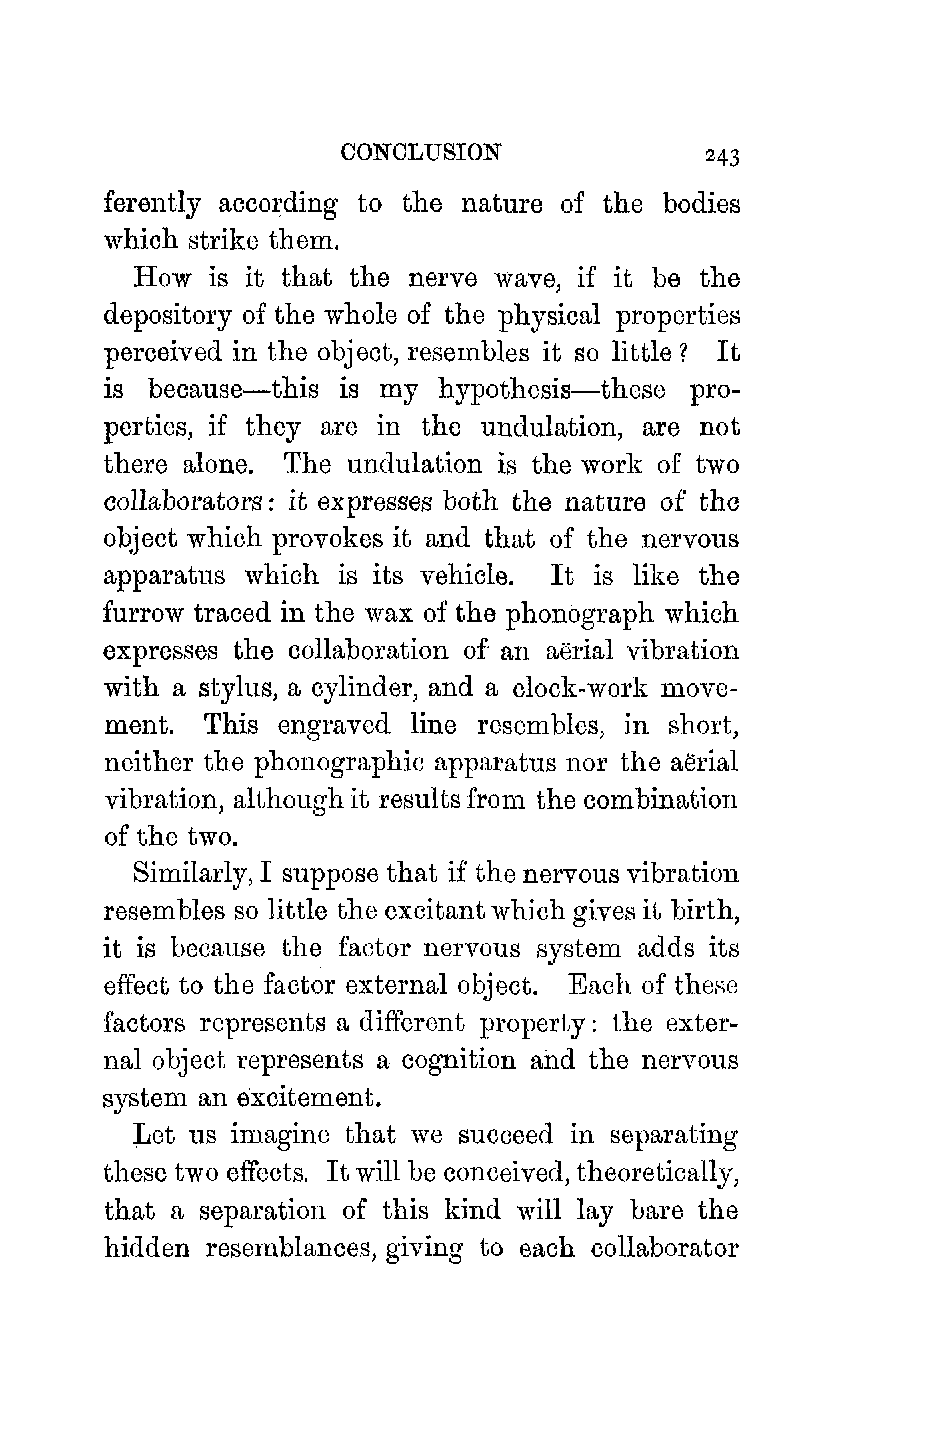 CONCLUSION 243
ferently according to the nature of the bodies
which strike them.
How is it that the nerve wave, if it be the
depository of the whole of the physical properties
perceived in the object, resembles it so little? It
is because—this is my hypothesis—these pro-
perties, if they are in the undulation, are not
there alone. The undulation is the work of two
collaborators: it expresses both the nature of the
object which provokes it and that of the nervous
apparatus which is its vehicle. It is like the
furrow traced in the wax of the phonograph which
expresses the collaboration of an aërial vibration
with a stylus, a cylinder, and a clock-work move-
ment. This engraved line resembles, in short,
neither the phonographic apparatus nor the aërial
vibration, although it results from the combination
of the two.
Similarly, I suppose that if the nervous vibration
resembles so little the excitant which gives it birth,
it is because the factor nervous system adds its
effect to the factor external object. Each of these
factors represents a different property: the exter-
nal object represents a cognition and the nervous
system an excitement.
Let us imagine that we succeed in separating
these two effects. It will be conceived, theoretically,
that a separation of this kind will lay bare the
hidden resemblances, giving to each collaborator